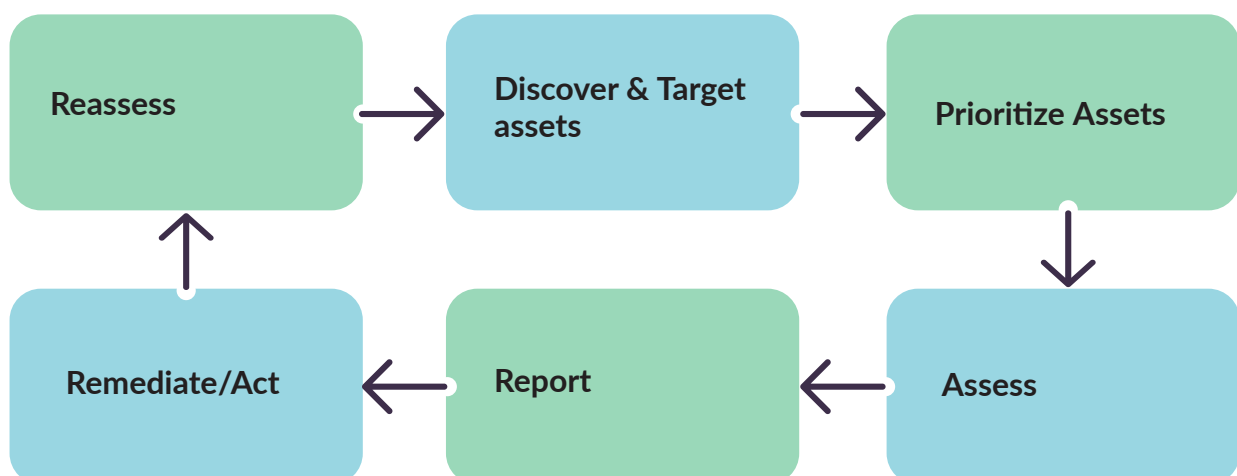 Reassess
Discover & Target
assets
Prioritize Assets
Remediate/Act
Report
Assess